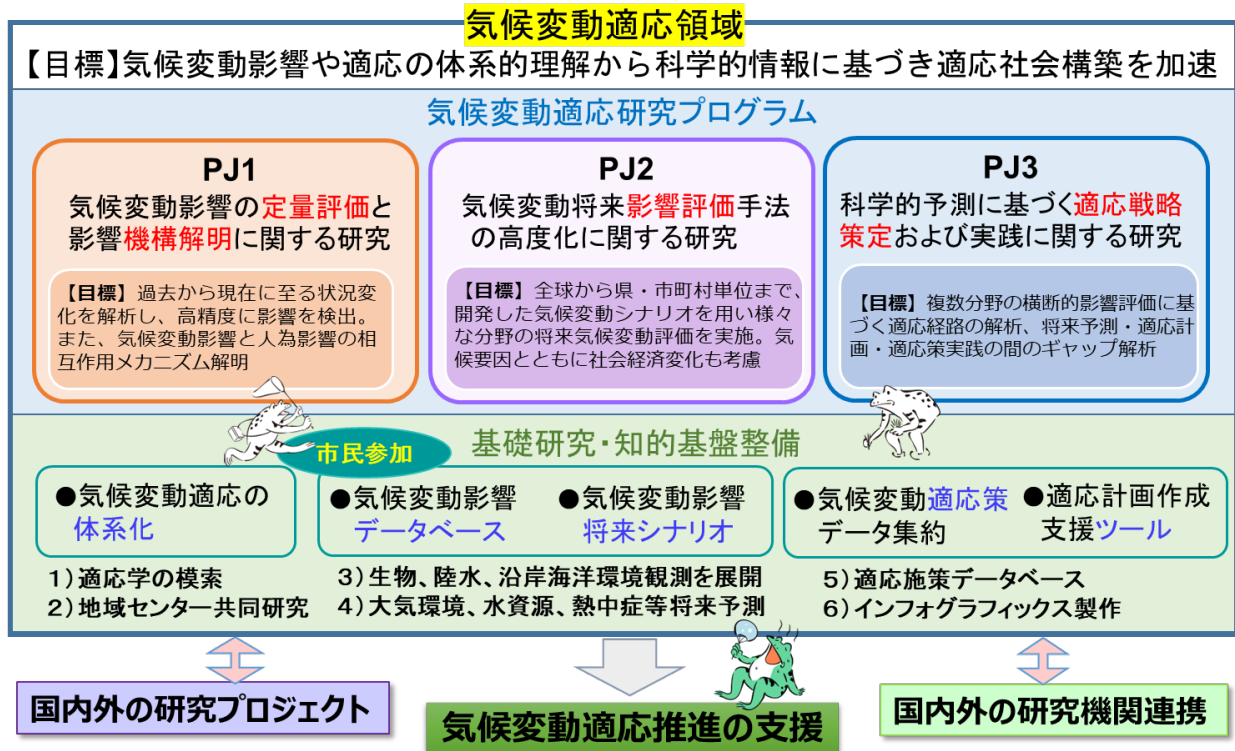 気候変動適応領域
【目標】気候変動影響や適応の体系的理解から科学的情報に基づき適応社会構築を加速
気候変動適応研究プログラム
PJ1
気候変動影響の定量評価と
影響機構解明に関する研究
【目標】過去から現在に至る状況変
化を解析し、高精度に影響を検出。
また、気候変動影響と人為影響の相
互作用メカニズム解明
PJ2
気候変動将来影響評価手法
の高度化に関する研究
【目標】全球から県・市町村単位まで、
開発した気候変動シナリオを用い様々
な分野の将来気候変動評価を実施。気
候要因とともに社会経済変化も考慮
PJ3
科学的予測に基づく適応戦略
策定および実践に関する研究
【目標】複数分野の横断的影響評価に基
づく適応経路の解析、将来予測・適応計
画・適応策実践の間のギャップ解析
基礎研究・知的基盤整備
市民参加
●気候変動適応の
体系化
●気候変動影響
データベース
●気候変動影響
将来シナリオ
●気候変動適応策
データ集約
●適応計画作成
支援ツール
1）適応学の模索
2）地域センター共同研究
3）生物、陸水、沿岸海洋環境観測を展開
4）大気環境、水資源、熱中症等将来予測
5）適応施策データベース
6）インフォグラフィックス製作
国内外の研究プロジェクト
気候変動適応推進の支援
国内外の研究機関連携